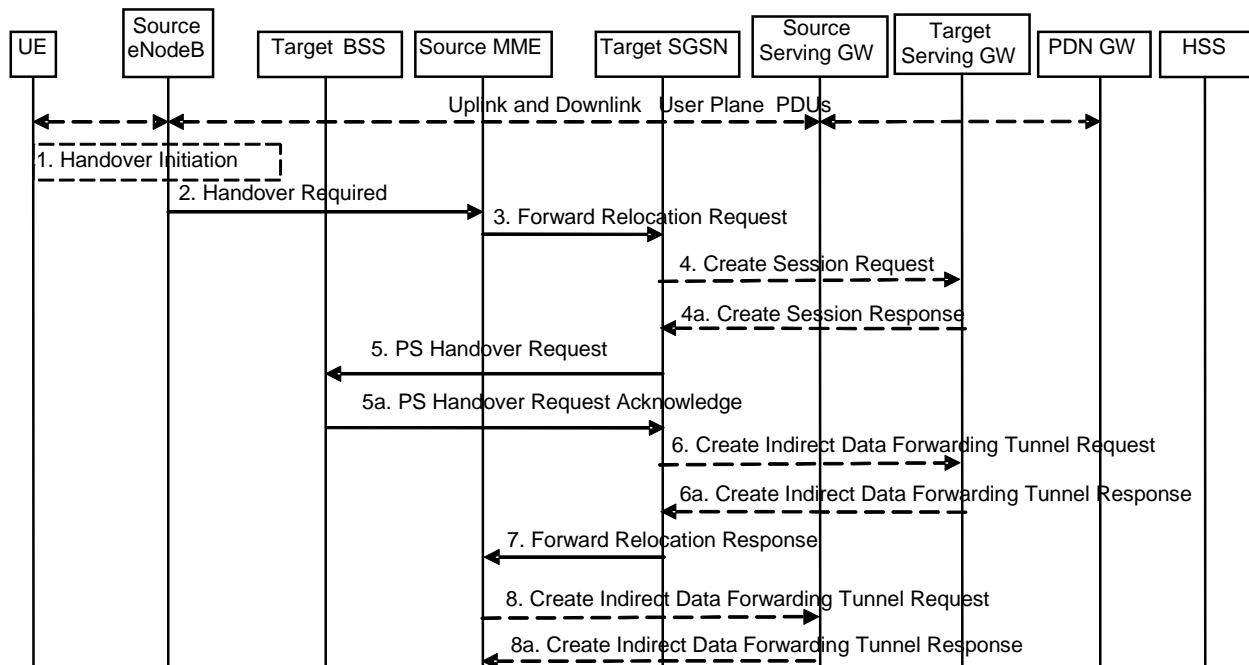 UE
Source
eNodeB
Target BSS
Source MME
Target SGSN
Source
Serving GW
Target
Serving GW
PDN GW
HSS
Uplink and Downlink User Plane PDUs
1. Handover Initiation
2. Handover Required
3. Forward Relocation Request
4. Create Session Request
4a. Create Session Response
5. PS Handover Request
5a. PS Handover Request Acknowledge
6. Create Indirect Data Forwarding Tunnel Request
6a. Create Indirect Data Forwarding Tunnel Response
7. Forward Relocation Response
8. Create Indirect Data Forwarding Tunnel Request
8a. Create Indirect Data Forwarding Tunnel Response